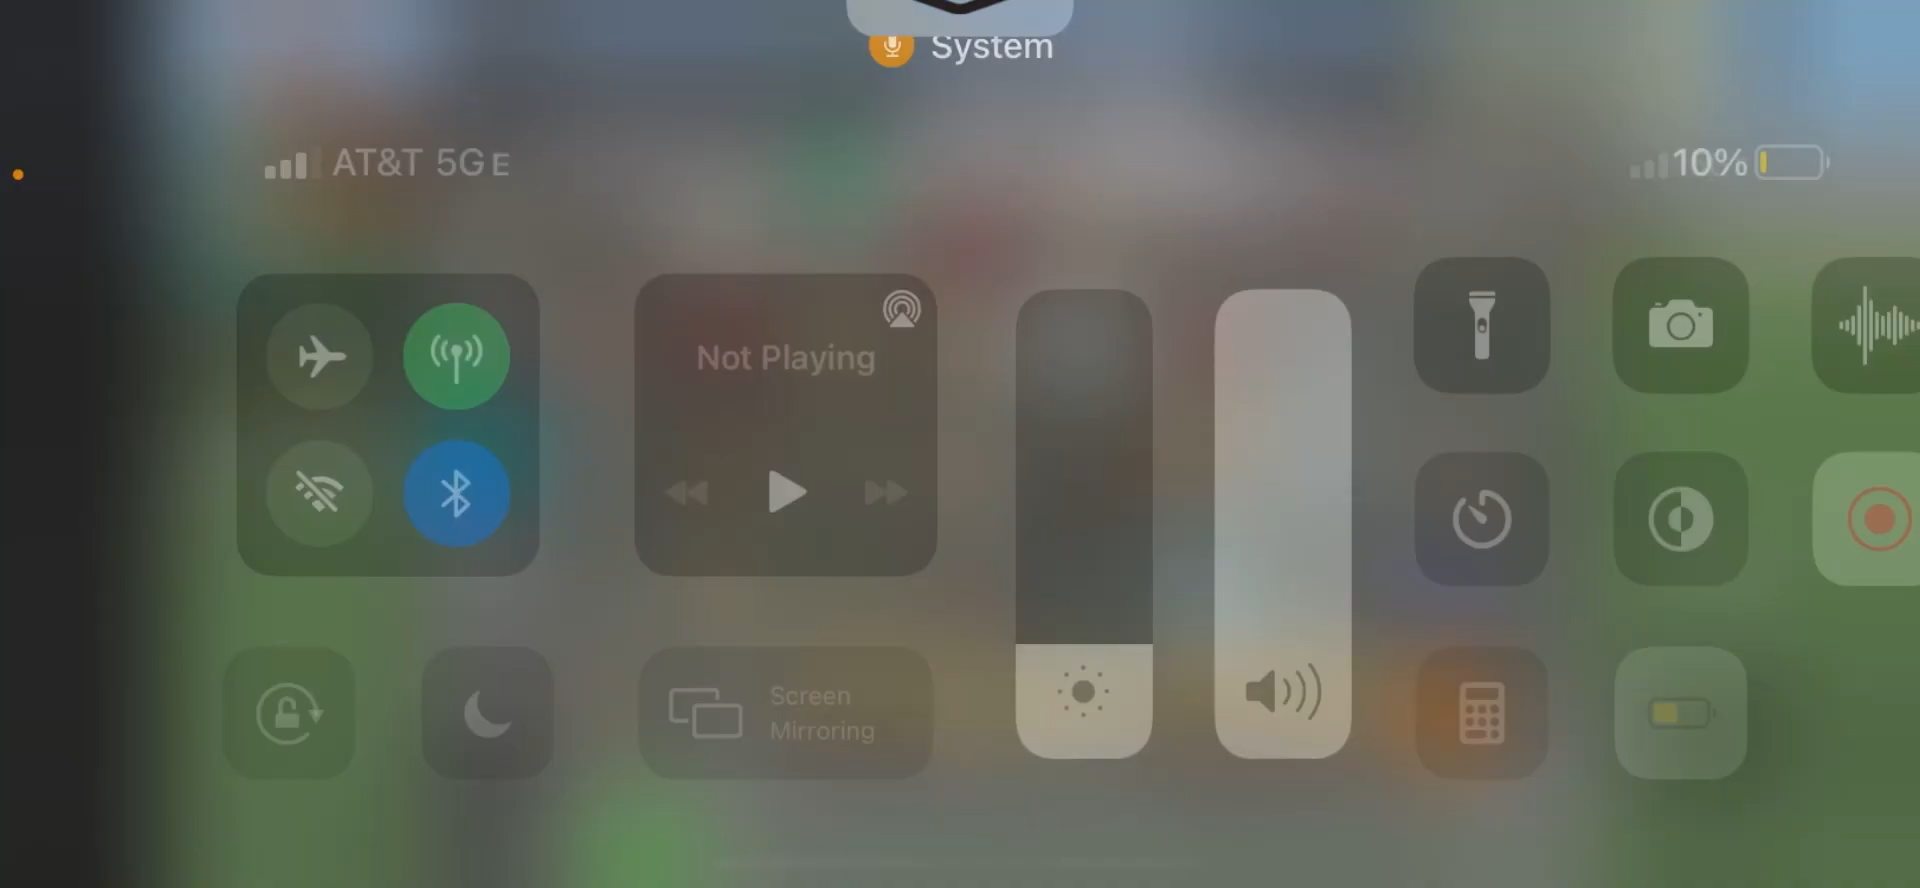 System
AT&T 5GE
10%
Not Playing
Screen
Mirroring